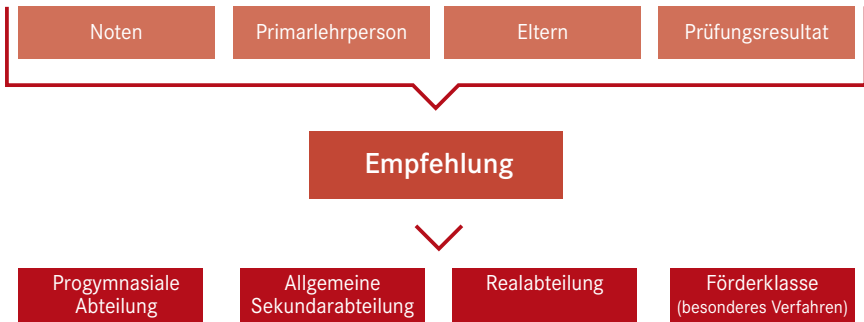 Noten
Primarlehrperson
Eltern
Prüfungsresultat
Empfehlung
Progymnasiale
Abteilung
Allgemeine
Sekundarabteilung
Realabteilung
Förderklasse
(besonderes Verfahren)